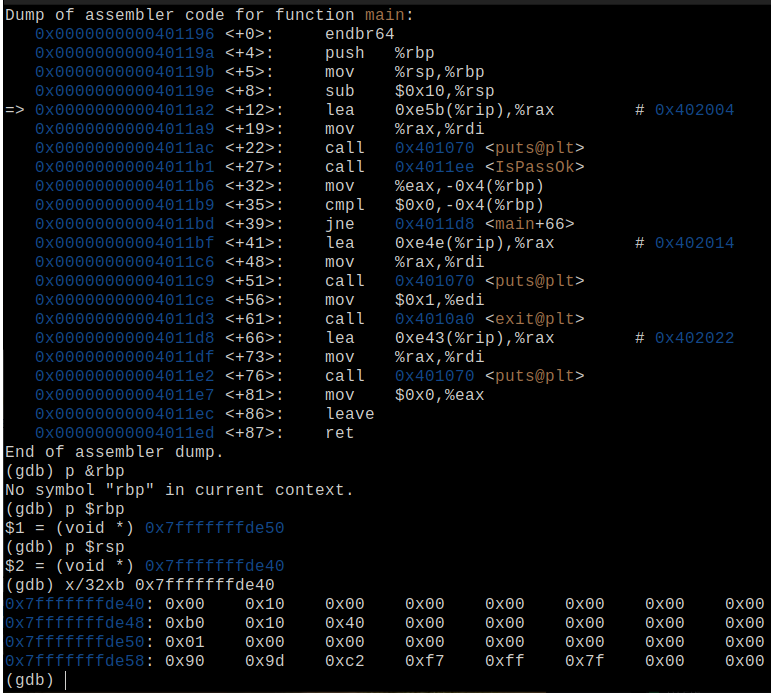 Dump of assembler code for function main:
   0x0000000000401196 <+0>:     endbr64
   0x000000000040119a <+4>:     push   %rbp
   0x000000000040119b <+5>:     mov    %rsp,%rbp
   0x000000000040119e <+8>:     sub    $0x10,%rsp
=> 0x00000000004011a2 <+12>:    lea    0xe5b(%rip),%rax        # 0x402004
   0x00000000004011a9 <+19>:    mov    %rax,%rdi
   0x00000000004011ac <+22>:    call   0x401070 <puts@plt>
   0x00000000004011b1 <+27>:    call   0x4011ee <IsPassOk>
   0x00000000004011b6 <+32>:    mov    %eax,-0x4(%rbp)
   0x00000000004011b9 <+35>:    cmpl   $0x0,-0x4(%rbp)
   0x00000000004011bd <+39>:    jne    0x4011d8 <main+66>
   0x00000000004011bf <+41>:    lea    0xe4e(%rip),%rax        # 0x402014
   0x00000000004011c6 <+48>:    mov    %rax,%rdi
   0x00000000004011c9 <+51>:    call   0x401070 <puts@plt>
   0x00000000004011ce <+56>:    mov    $0x1,%edi
   0x00000000004011d3 <+61>:    call   0x4010a0 <exit@plt>
   0x00000000004011d8 <+66>:    lea    0xe43(%rip),%rax        # 0x402022
   0x00000000004011df <+73>:    mov    %rax,%rdi
   0x00000000004011e2 <+76>:    call   0x401070 <puts@plt>
   0x00000000004011e7 <+81>:    mov    $0x0,%eax
   0x00000000004011ec <+86>:    leave
   0x00000000004011ed <+87>:    ret
End of assembler dump.
(gdb) p &rbp
No symbol "rbp" in current context.
(gdb) p $rbp
$1 = (void *) 0x7fffffffde50
(gdb) p $rsp
$2 = (void *) 0x7fffffffde40
(gdb) x/32xb 0x7fffffffde40
0x7fffffffde40: 0x00    0x10    0x00    0x00    0x00    0x00    0x00    0x00
0x7fffffffde48: 0xb0    0x10    0x40    0x00    0x00    0x00    0x00    0x00
0x7fffffffde50: 0x01    0x00    0x00    0x00    0x00    0x00    0x00    0x00
0x7fffffffde58: 0x90    0x9d    0xc2    0xf7    0xff    0x7f    0x00    0x00
(gdb)